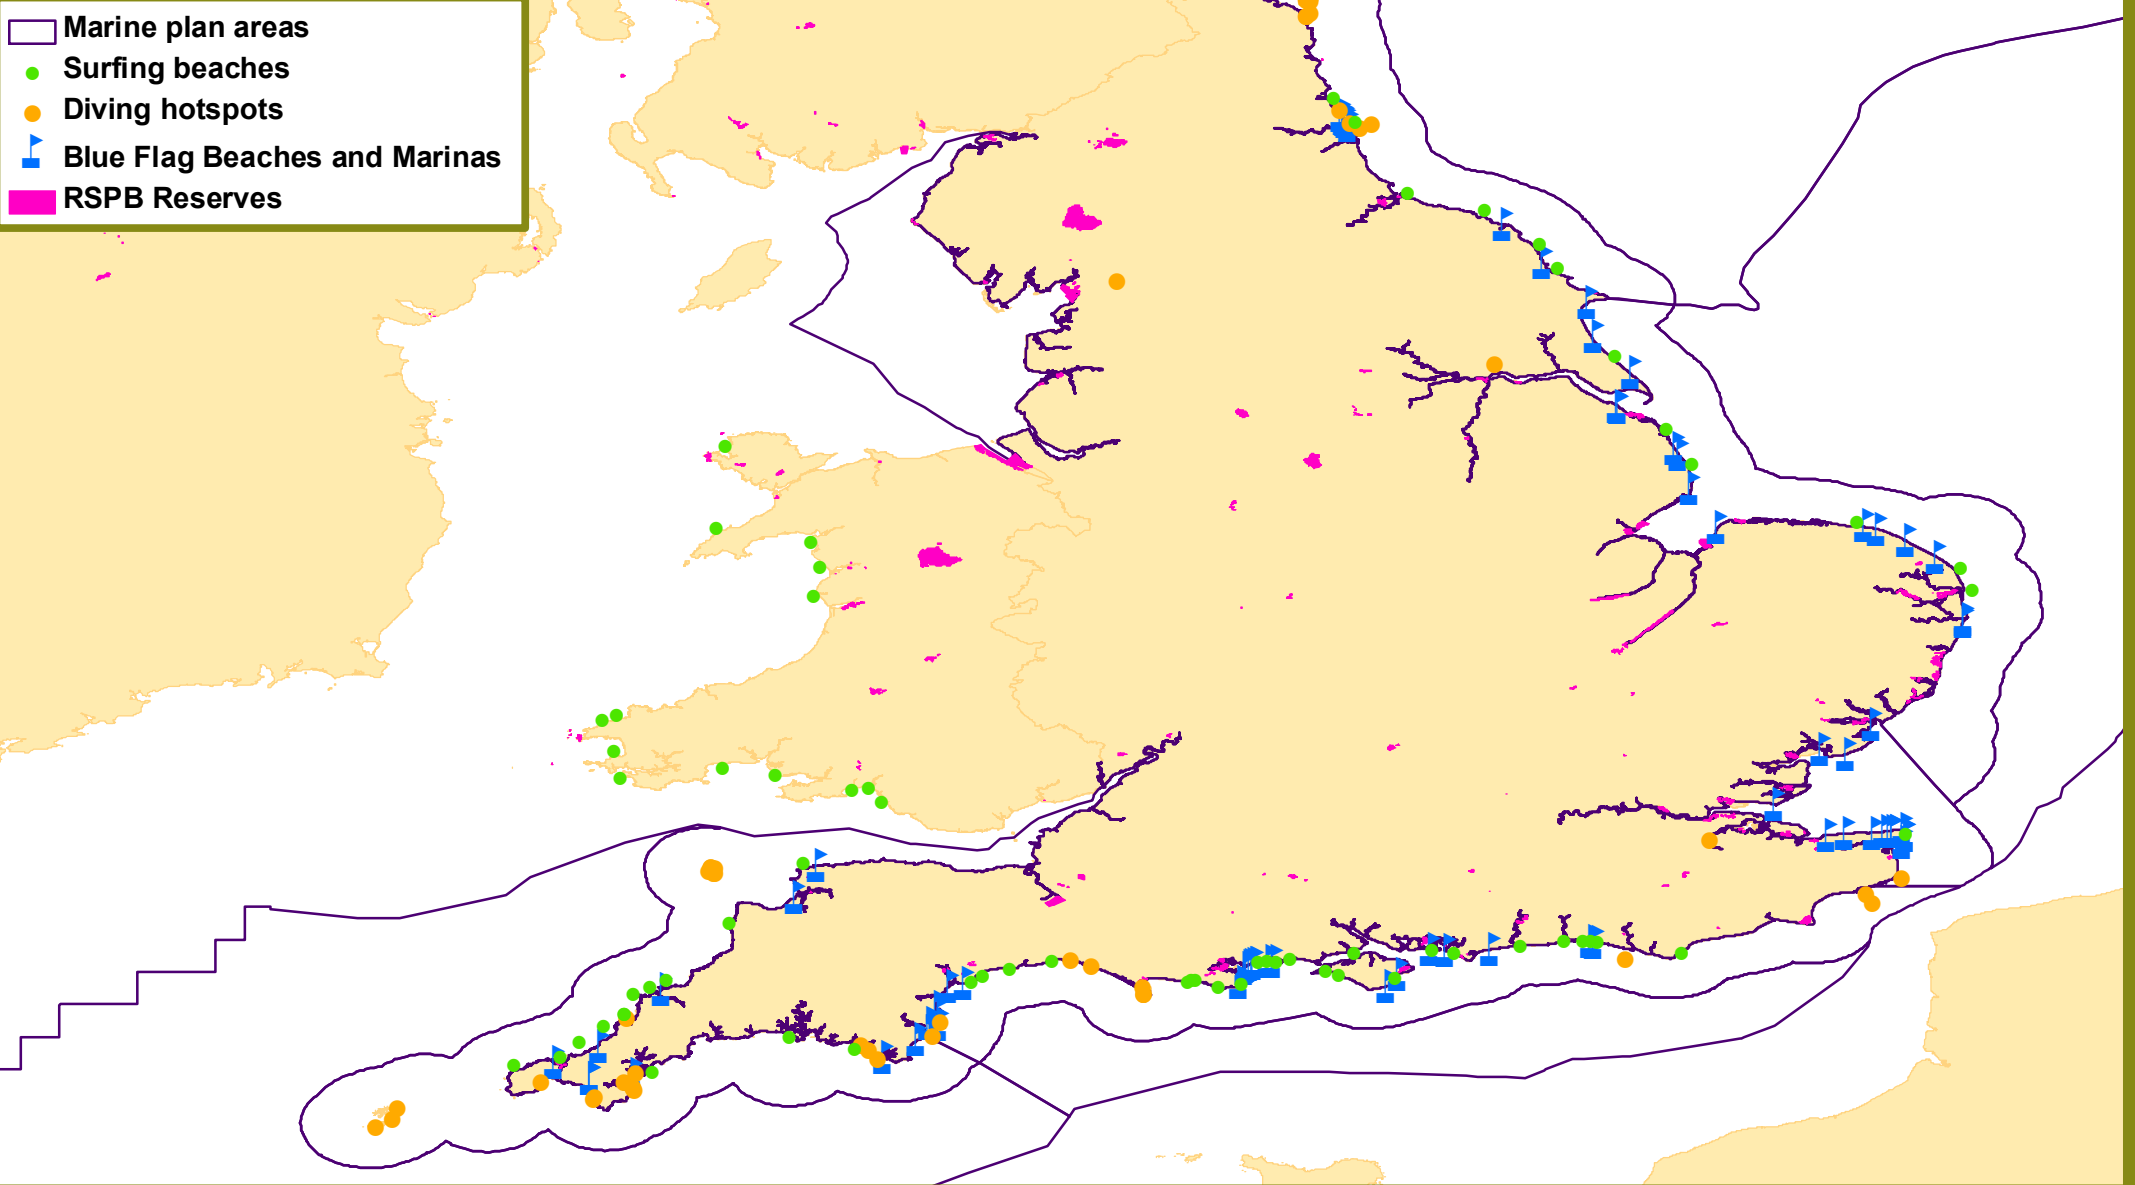 Marine plan areas
Surfing beaches
Diving hotspots
Blue Flag Beaches and Marinas
RSPB Reserves